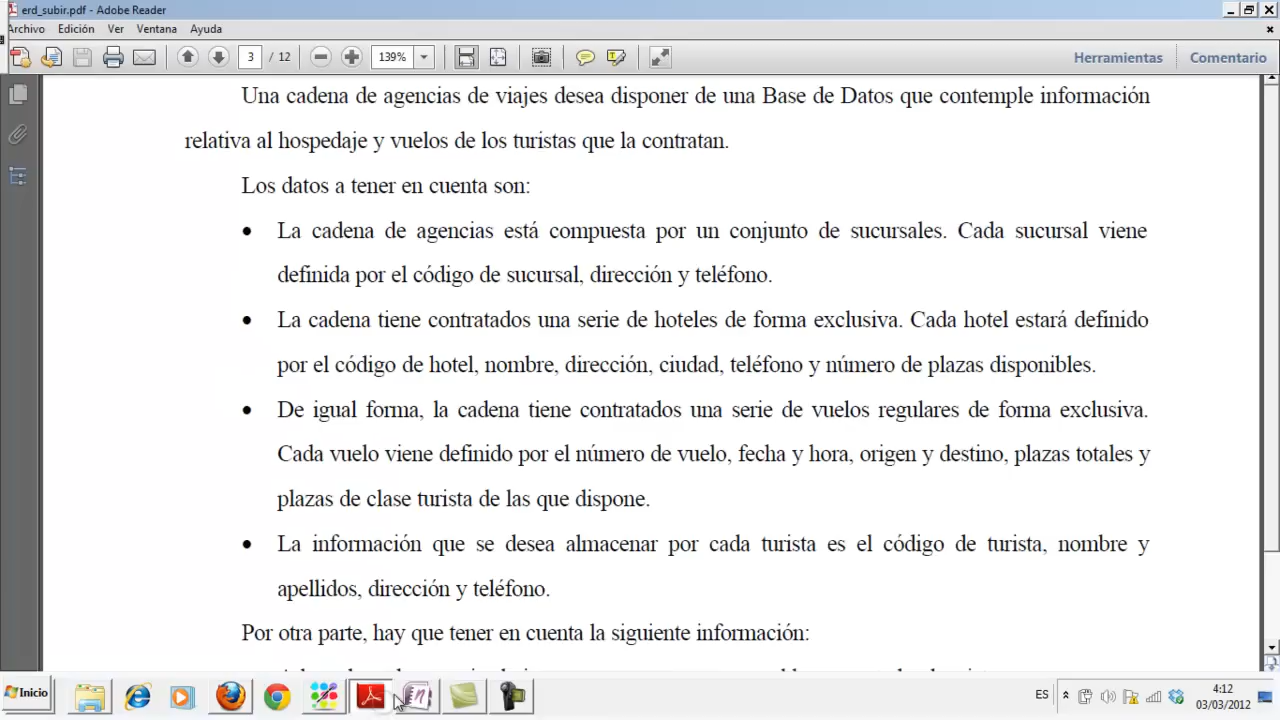 erd_subir.pdf - Adobe Reader
Archivo Edición Ver Ventana Ayuda
3 / 12 139% Herramientas Comentario
Una cadena de agencias de viajes desea disponer de una Base de Datos que contemple información
relativa al hospedaje y vuelos de los turistas que la contratan.
Los datos a tener en cuenta son:
• La cadena de agencias está compuesta por un conjunto de sucursales. Cada sucursal viene
definida por el código de sucursal, dirección y teléfono.
• La cadena tiene contratados una serie de hoteles de forma exclusiva. Cada hotel estará definido
por el código de hotel, nombre, dirección, ciudad, teléfono y número de plazas disponibles.
• De igual forma, la cadena tiene contratados una serie de vuelos regulares de forma exclusiva.
Cada vuelo viene definido por el número de vuelo, fecha y hora, origen y destino, plazas totales y
plazas de clase turista de las que dispone.
• La información que se desea almacenar por cada turista es el código de turista, nombre y
apellidos, dirección y teléfono.
Por otra parte, hay que tener en cuenta la siguiente información:
Inicio
ES
4:12
03/03/2012